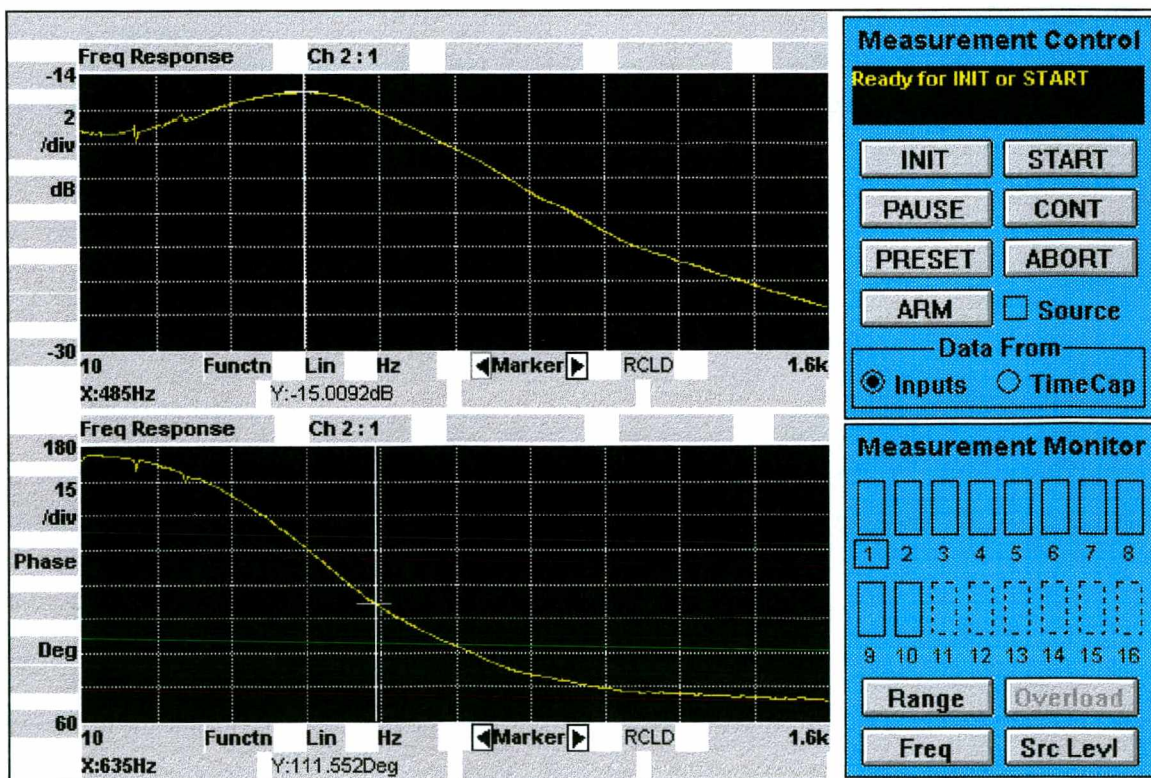 Freq Response Ch 2 : 1
-14
2
/div
dB
-30
10 Functn Lin Hz Marker RCLD 1.6k
X:485Hz Y:-15.0092dB
Freq Response Ch 2 : 1
180
15
/div
Phase
Deg
60
10 Functn Lin Hz Marker RCLD 1.6k
X:635Hz Y:111.552Deg
Measurement Control
Ready for INIT or START
INIT START
PAUSE CONT
PRESET ABORT
ARM Source
Data From
Inputs TimeCap
Measurement Monitor
1 2 3 4 5 6 7 8
9 10 11 12 13 14 15 16
Range Overload
Freq Src Levl